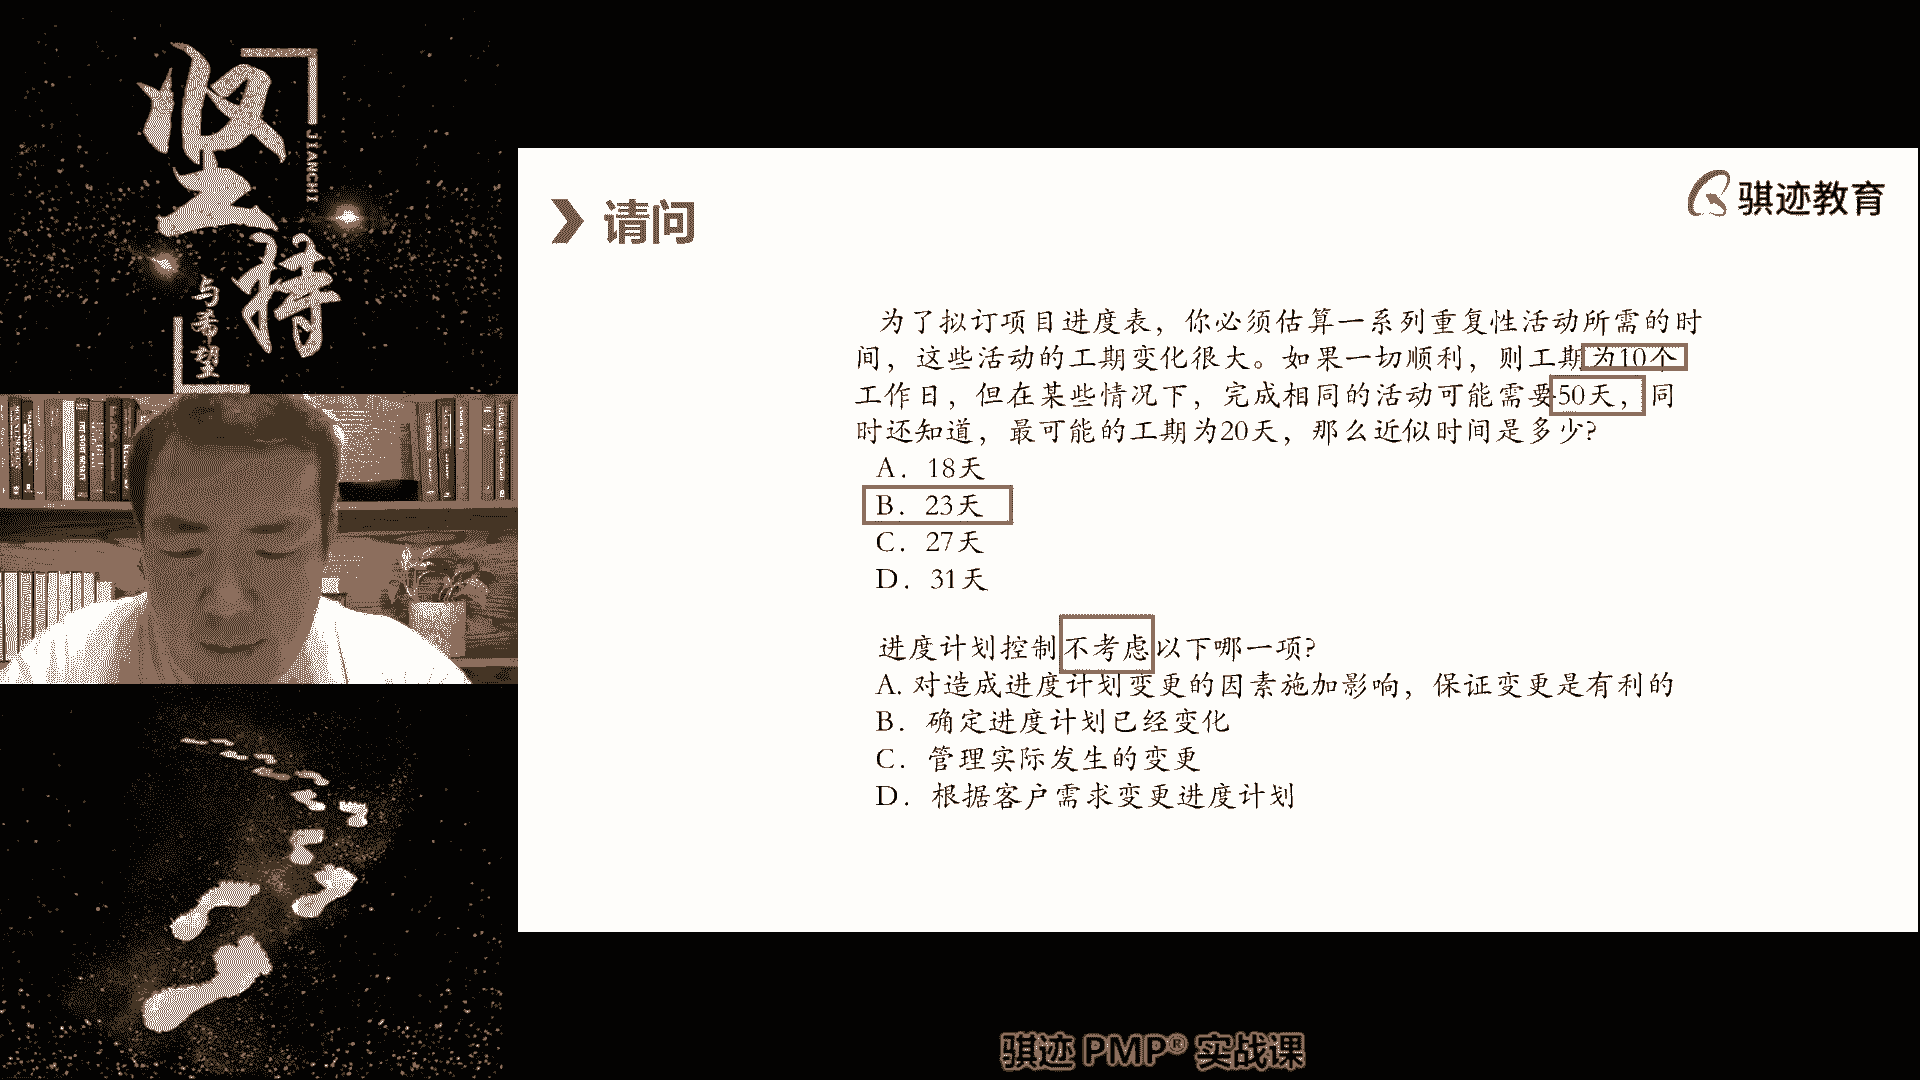 坚持
JIANCHI
与希望
请问
骐迹教育
为了拟订项目进度表，你必须估算一系列重复性活动所需的时
间，这些活动的工期变化很大。如果一切顺利，则工期为10个
工作日，但在某些情况下，完成相同的活动可能需要50天，同
时还知道，最可能的工期为20天，那么近似时间是多少?
A. 18天
B. 23天
C. 27天
D. 31天
进度计划控制不考虑以下哪一项?
A. 对造成进度计划变更的因素施加影响，保证变更是有利的
B. 确定进度计划已经变化
C. 管理实际发生的变更
D. 根据客户需求变更进度计划
骐迹 PMP® 实战课